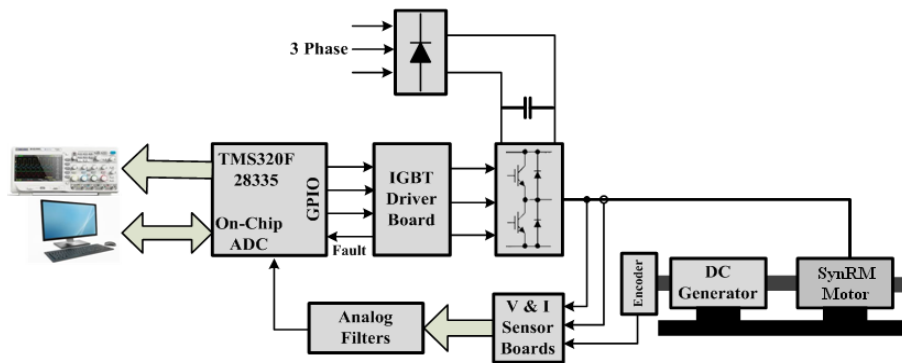 3 Phase
TMS320F
28335
GPIO
On-Chip
ADC
IGBT
Driver
Board
Fault
Analog
Filters
V & I
Sensor
Boards
Encoder
DC
Generator
SynRM
Motor